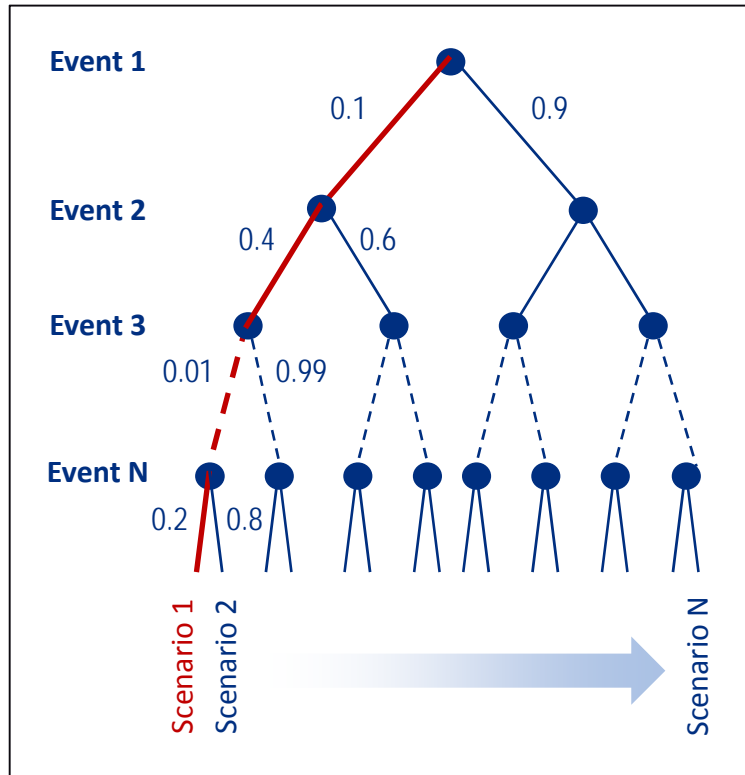 Event 1
0.1
0.9
Event 2
0.4
0.6
Event 3
0.01
0.99
Event N
0.2
0.8
Scenario 1
Scenario 2
Scenario N